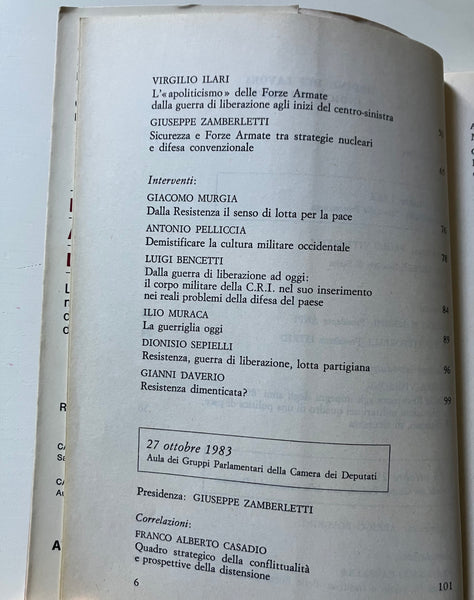 VIRGILIO ILARI
L'«apoliticismo» delle Forze Armate
dalla guerra di liberazione agli inizi del centro-sinistra
GIUSEPPE ZAMBERLETTI
Sicurezza e Forze Armate tra strategie nucleari
e difesa convenzionale
Interventi:
GIACOMO MURGIA
Dalla Resistenza il senso di lotta per la pace 76
ANTONIO PELLICCIA
Demistificare la cultura militare occidentale 78
LUIGI BENCETTI
Dalla guerra di liberazione ad oggi:
il corpo militare della C.R.I. nel suo inserimento
nei reali problemi della difesa del paese 84
ILIO MURACA
La guerriglia oggi 89
DIONISIO SEPIELLI
Resistenza, guerra di liberazione, lotta partigiana 96
GIANNI DAVERIO
Resistenza dimenticata? 99
27 ottobre 1983
Aula dei Gruppi Parlamentari della Camera dei Deputati
Presidenza: GIUSEPPE ZAMBERLETTI
Correlazioni:
FRANCO ALBERTO CASADIO
Quadro strategico della conflittualità
e prospettive della distensione 101
6